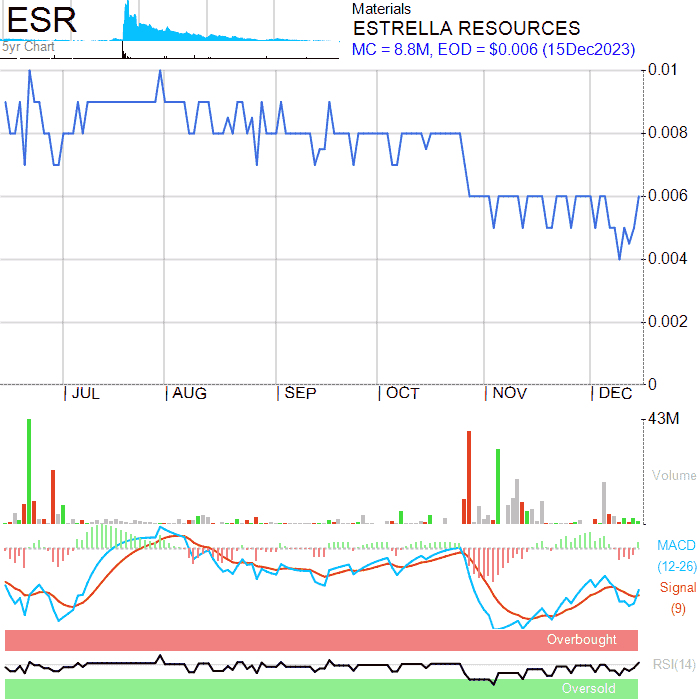 ESR
5yr Chart
Materials
ESTRELLA RESOURCES
MC = 8.8M, EOD = $0.006 (15Dec2023)
0.01
0.008
0.006
0.004
0.002
0
JUL
AUG
SEP
OCT
NOV
DEC
43M
Volume
MACD
(12-26)
Signal
(9)
Overbought
RSI(14)
Oversold